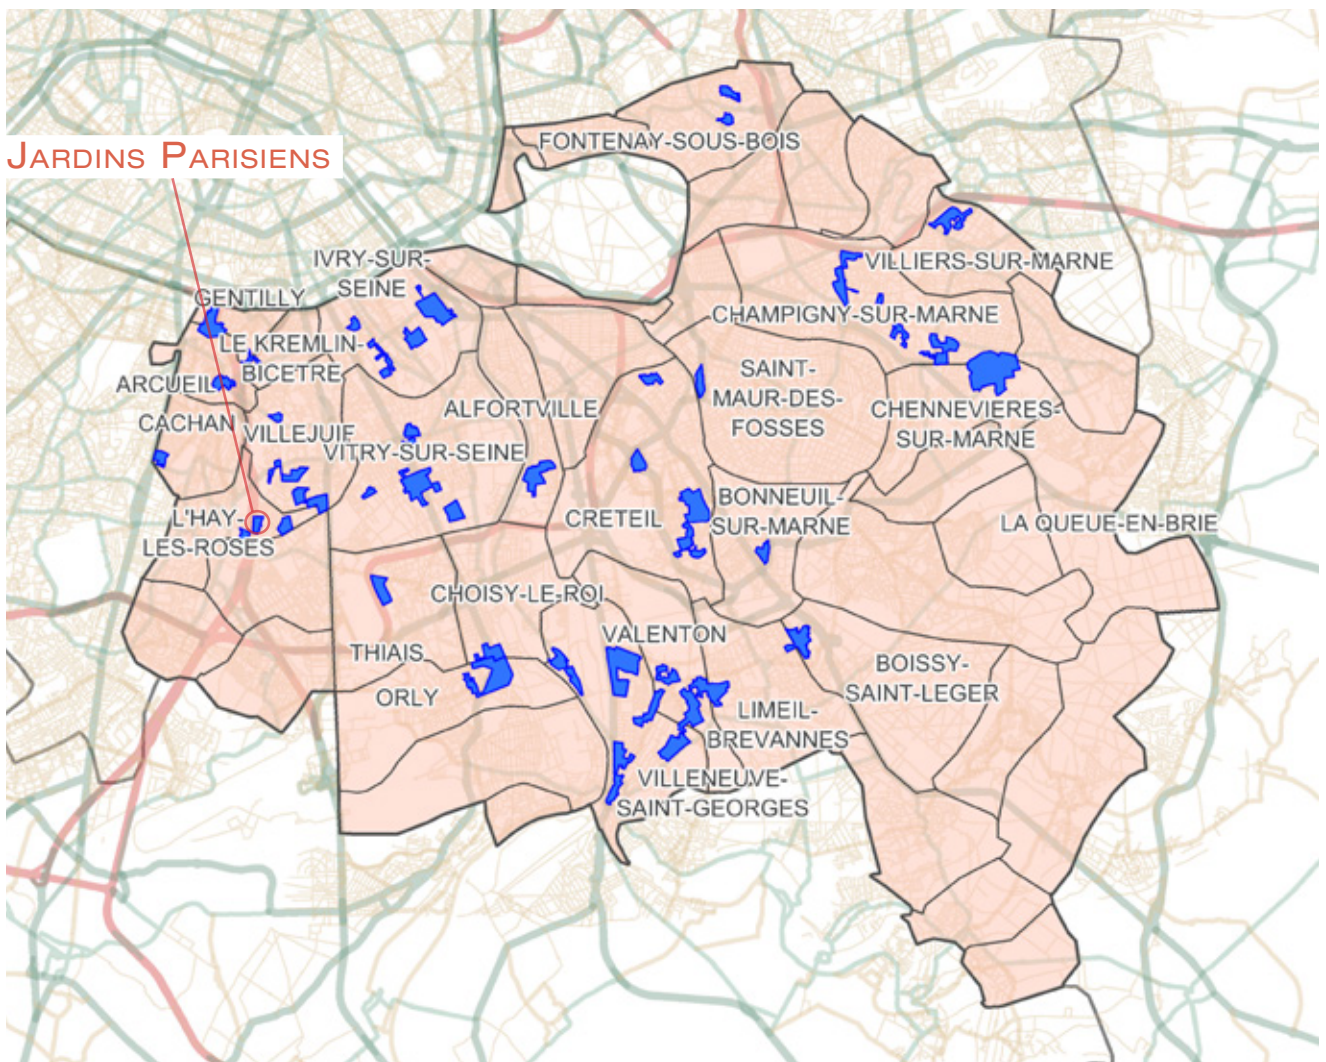 FONTENAY-SOUS-BOIS
JARDINS PARISIENS
IVRY-SUR-
SEINE
VILLIERS-SUR-MARNE
GENTILLY
CHAMPIGNY-SUR-MARNE
LE KREMLIN-
BICETRE
ARCUEIL
SAINT-
MAUR-DES-
FOSSES
CACHAN
ALFORTVILLE
CHENNEVIERES-
SUR-MARNE
VILLEJUIF
VITRY-SUR-SEINE
L'HAY-
LES-ROSES
CRETEIL
BONNEUIL-
SUR-MARNE
LA QUEUE-EN-BRIE
CHOISY-LE-ROI
VALENTON
THIAIS
ORLY
BOISSY-
SAINT-LEGER
LIMEIL-
BREVANNES
VILLENEUVE-
SAINT-GEORGES